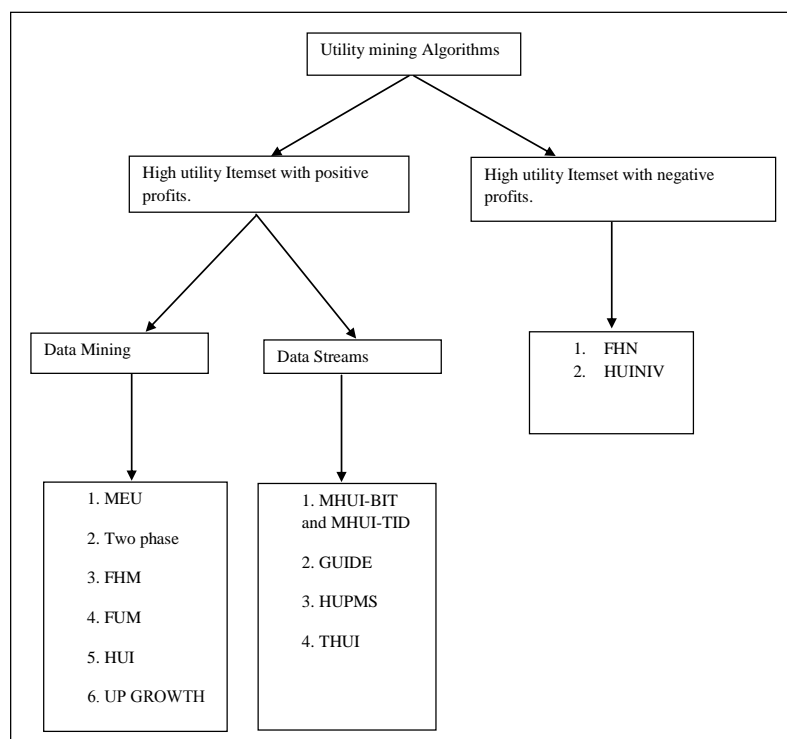 Utility mining Algorithms
High utility Itemset with positive
profits.
High utility Itemset with negative
profits.
Data Mining
Data Streams
1. FHN
2. HUINIV
1. MEU
2. Two phase
3. FHM
4. FUM
5. HUI
6. UP GROWTH
1. MHUI-BIT
and MHUI-TID
2. GUIDE
3. HUPMS
4. THUI